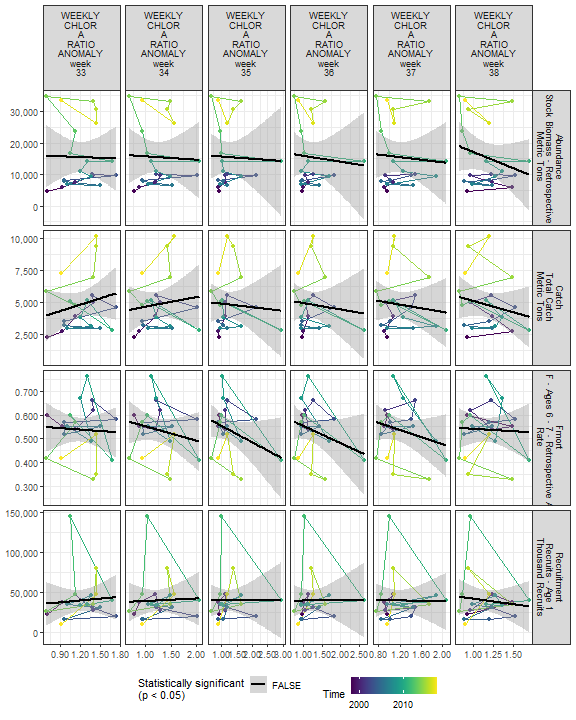 WEEKLY WEEKLY WEEKLY WEEKLY WEEKLY WEEKLY
CHLOR CHLOR CHLOR CHLOR CHLOR CHLOR
A A A A A A
RATIO RATIO RATIO RATIO RATIO RATIO
ANOMALY ANOMALY ANOMALY ANOMALY ANOMALY ANOMALY
week week week week week week
33 34 35 36 37 38
30,000
20,000
10,000
0
Abundance
Stock Biomass - Retrospective
Metric Tons
10,000
7,500
5,000
2,500
Catch
Total Catch
Metric Tons
0.700
0.600
0.500
0.400
0.300
Fmort
F - Ages 6 - 7 - Retrospective
Rate
150,000
100,000
50,000
0
Recruitment
Recruits - Age 1
Thousand Recruits
0.90 1.20 1.50 1.80 1.00 1.50 2.00 1.00 1.50 2.00 2.50 3.00 1.00 1.50 2.00 2.50 0.80 1.20 1.60 2.00 1.00 1.25 1.50
Statistically significant
(p < 0.05)
FALSE
Time
2000 2010